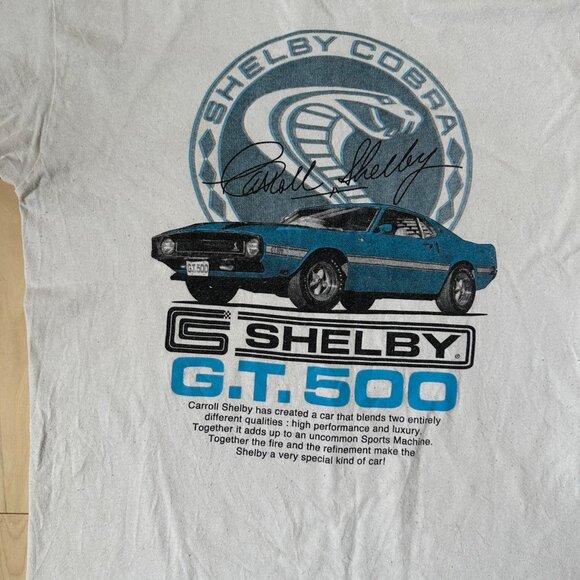 SHELBY COBRA
Carroll Shelby
GT 500
CS SHELBY®
G.T. 500
Carroll Shelby has created a car that blends two entirely
different qualities : high performance and luxury.
Together it adds up to an uncommon Sports Machine.
Together the fire and the refinement make the
Shelby a very special kind of car!